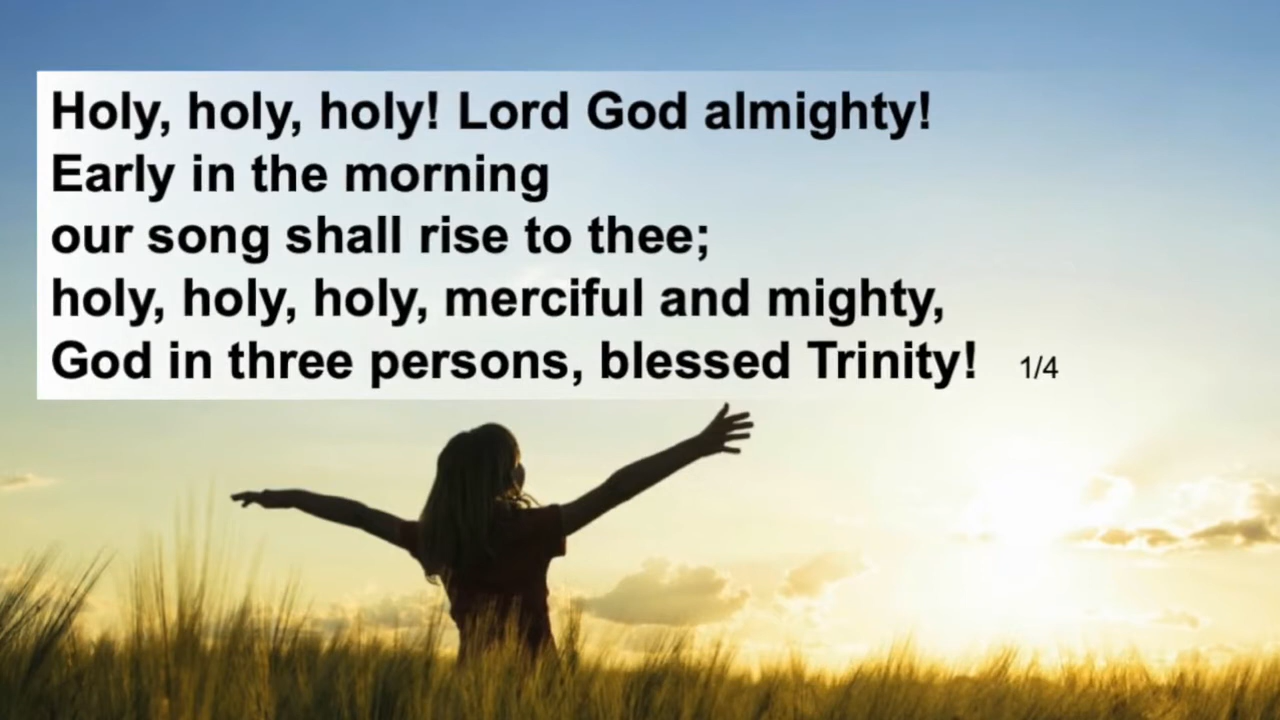 Holy, holy, holy! Lord God almighty!
Early in the morning
our song shall rise to thee;
holy, holy, holy, merciful and mighty,
God in three persons, blessed Trinity! 1/4